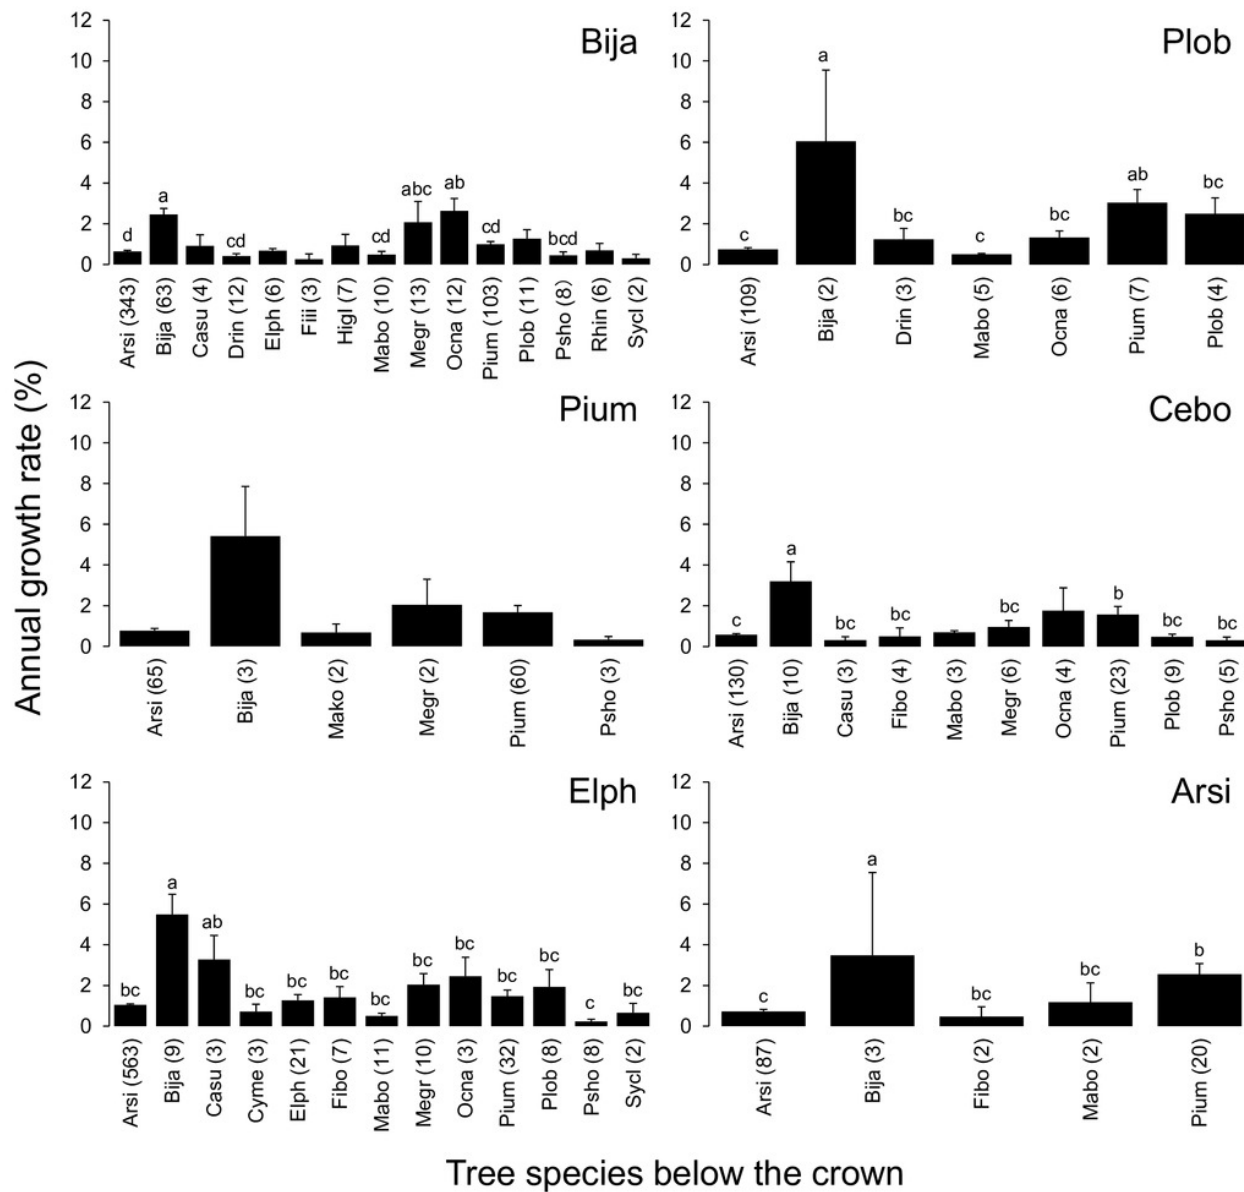 Annual growth rate (%)
Bija
12
10
8
6
4
2
0
d
a
cd
cd
abc
ab
cd
bcd
Arsi (343)
Bija (63)
Casu (4)
Drin (12)
Elph (6)
Fiii (3)
Higl (7)
Mabo (10)
Megr (13)
Ocna (12)
Pium (103)
Plob (11)
Psho (8)
Rhin (6)
Sycl (2)
Plob
12
10
8
6
4
2
0
c
a
bc
c
bc
ab
bc
Arsi (109)
Bija (2)
Drin (3)
Mabo (5)
Ocna (6)
Pium (7)
Plob (4)
Pium
12
10
8
6
4
2
0
Arsi (65)
Bija (3)
Mako (2)
Megr (2)
Pium (60)
Psho (3)
Cebo
12
10
8
6
4
2
0
c
a
bc
bc
bc
b
bc
bc
Arsi (130)
Bija (10)
Casu (3)
Fibo (4)
Mabo (3)
Megr (6)
Ocna (4)
Pium (23)
Plob (9)
Psho (5)
Elph
12
10
8
6
4
2
0
bc
a
ab
bc
bc
bc
bc
bc
bc
bc
bc
c
bc
Arsi (563)
Bija (9)
Casu (3)
Cyme (3)
Elph (21)
Fibo (7)
Mabo (11)
Megr (10)
Ocna (3)
Pium (32)
Plob (8)
Psho (8)
Sycl (2)
Arsi
12
10
8
6
4
2
0
c
a
bc
bc
b
Arsi (87)
Bija (3)
Fibo (2)
Mabo (2)
Pium (20)
Tree species below the crown